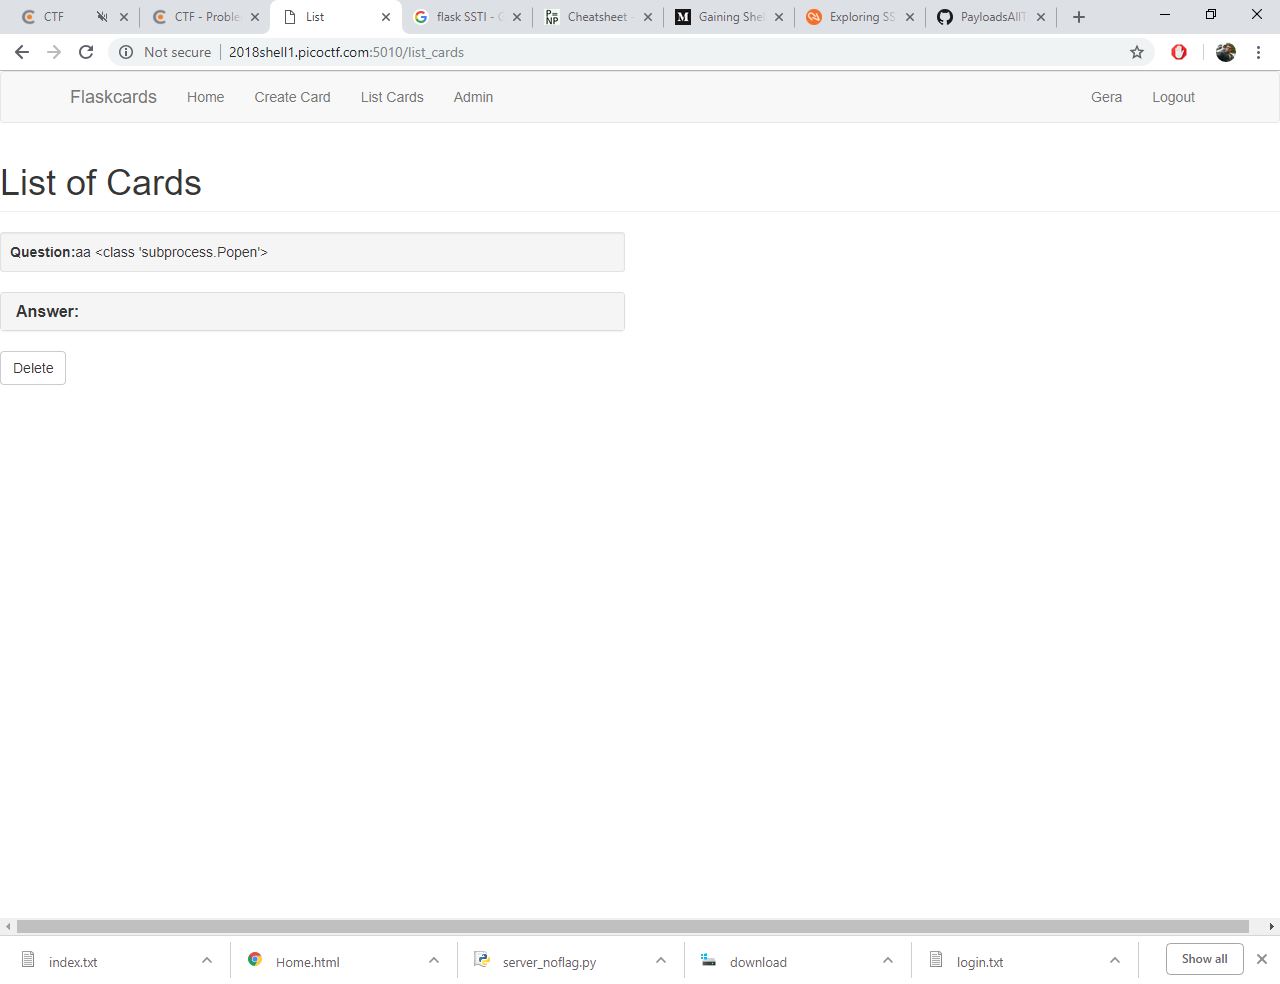 CTF
CTF - Proble
List
flask SSTI - G
Cheatsheet -
Gaining Shel
Exploring SS
PayloadsAllT
Not secure
2018shell1.picoctf.com:5010/list_cards
Flaskcards Home Create Card List Cards Admin Gera Logout
List of Cards
Question:aa <class 'subprocess.Popen'>
Answer:
Delete
index.txt Home.html server_noflag.py download login.txt Show all